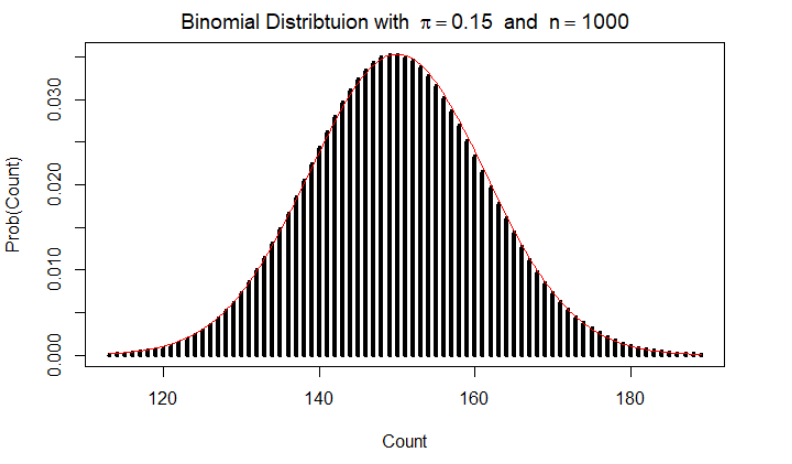 Binomial Distribtuion with π = 0.15 and n = 1000
Prob(Count)
0.030
0.020
0.010
0.000
120 140 160 180
Count